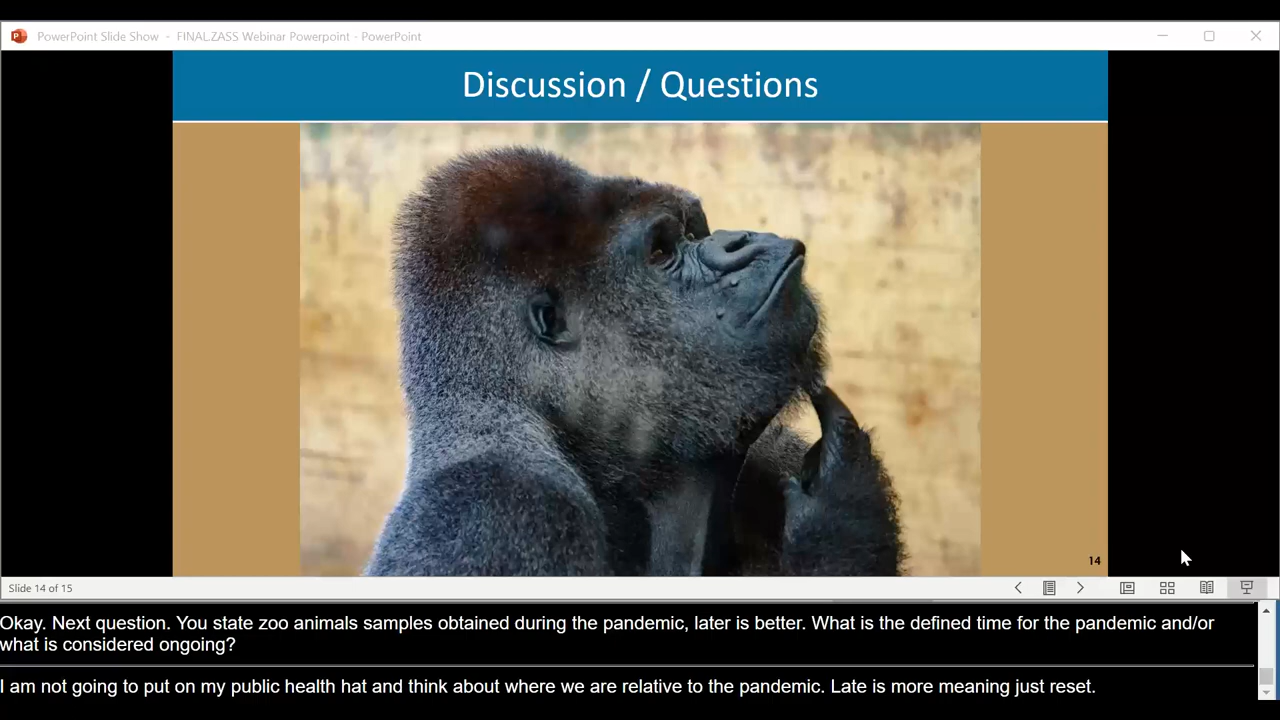 PowerPoint Slide Show - FINAL.ZASS Webinar Powerpoint - PowerPoint
Discussion / Questions
14
Slide 14 of 15
Okay. Next question. You state zoo animals samples obtained during the pandemic, later is better. What is the defined time for the pandemic and/or
what is considered ongoing?
I am not going to put on my public health hat and think about where we are relative to the pandemic. Late is more meaning just reset.